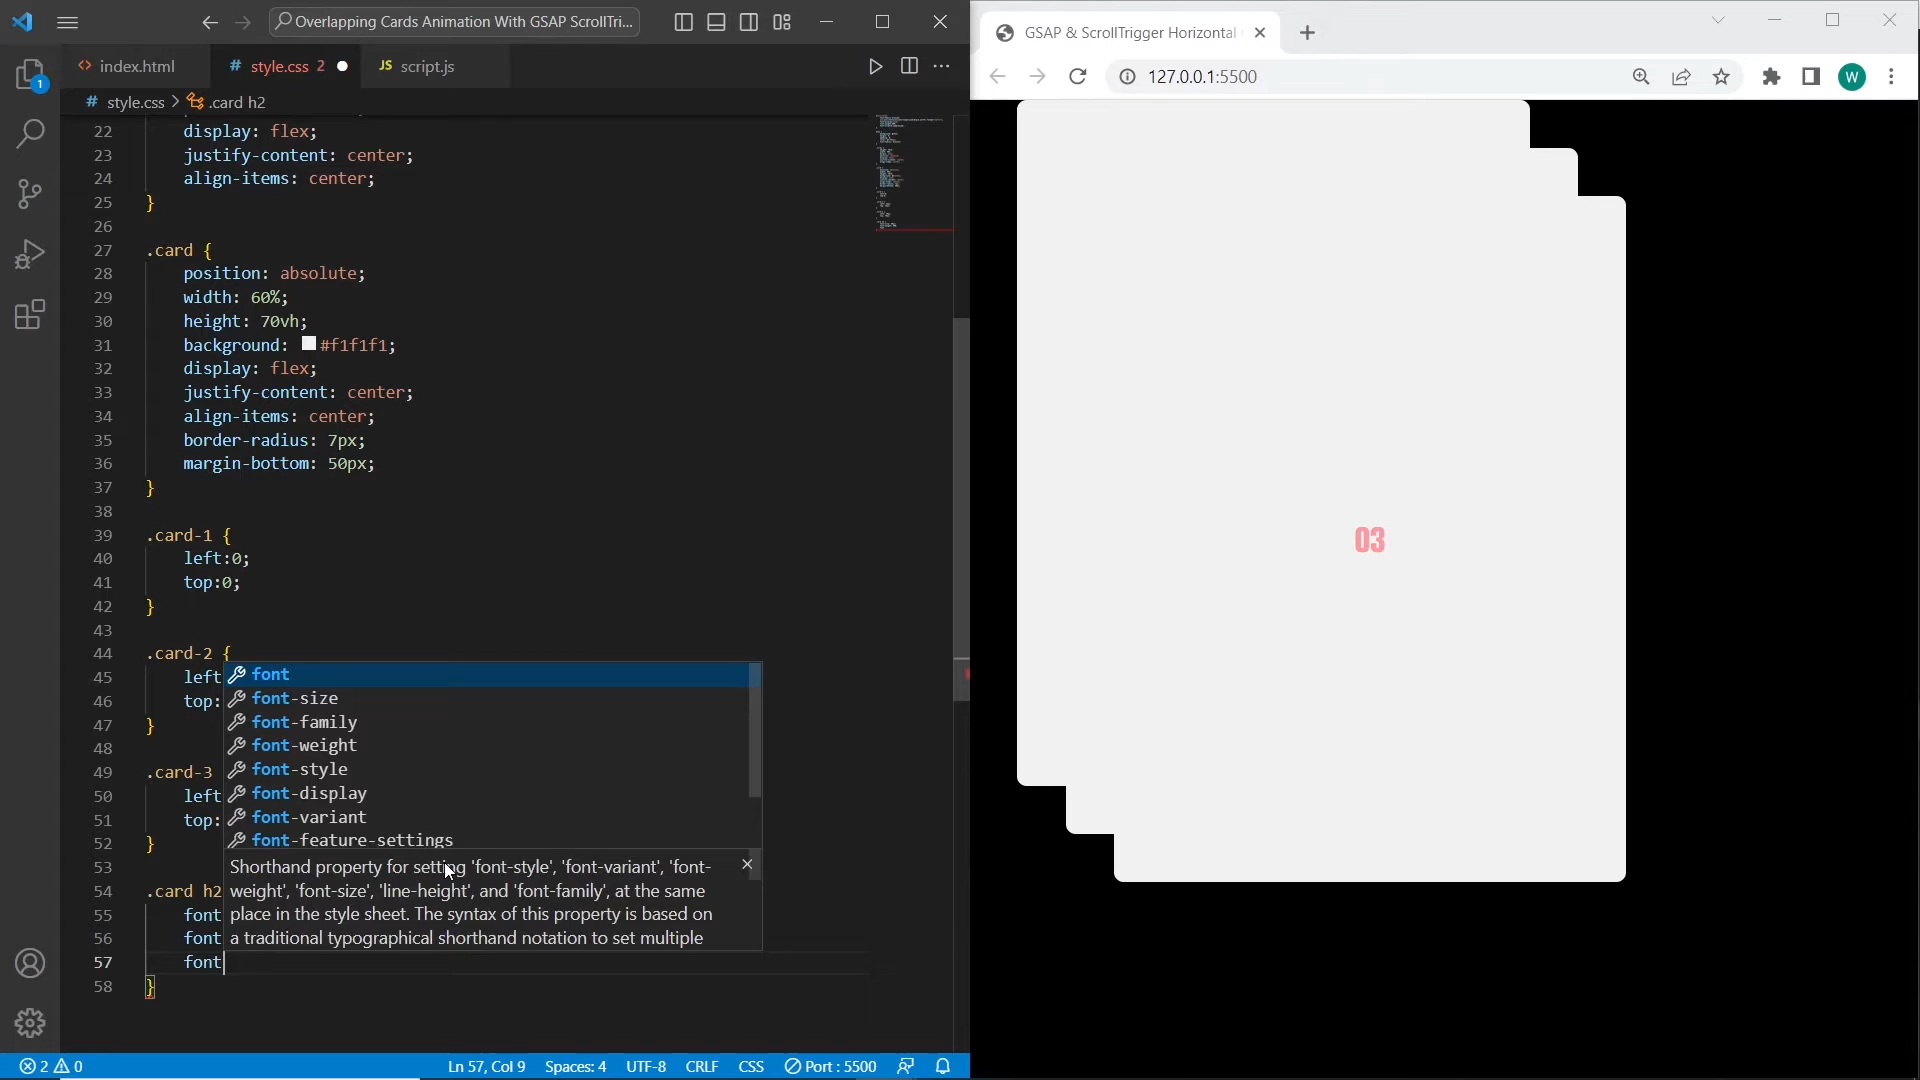 Overlapping Cards Animation With GSAP ScrollTri...
index.html
# style.css 2
JS script.js
# style.css > .card h2
22 display: flex;
23 justify-content: center;
24 align-items: center;
25 }
26
27 .card {
28 position: absolute;
29 width: 60%;
30 height: 70vh;
31 background: #f1f1f1;
32 display: flex;
33 justify-content: center;
34 align-items: center;
35 border-radius: 7px;
36 margin-bottom: 50px;
37 }
38
39 .card-1 {
40 left:0;
41 top:0;
42 }
43
44 .card-2 {
45 left
46 top:
47 }
48
49 .card-3
50 left
51 top:
52 }
53
54 .card h2
55 font
56 font
57 font
58 }
font
font-size
font-family
font-weight
font-style
font-display
font-variant
font-feature-settings
Shorthand property for setting 'font-style', 'font-variant', 'font-
weight', 'font-size', 'line-height', and 'font-family', at the same
place in the style sheet. The syntax of this property is based on
a traditional typographical shorthand notation to set multiple
1
2 0
Ln 57, Col 9
Spaces: 4
UTF-8
CRLF
CSS
Port : 5500
GSAP & ScrollTrigger Horizontal
127.0.0.1:5500
W
03